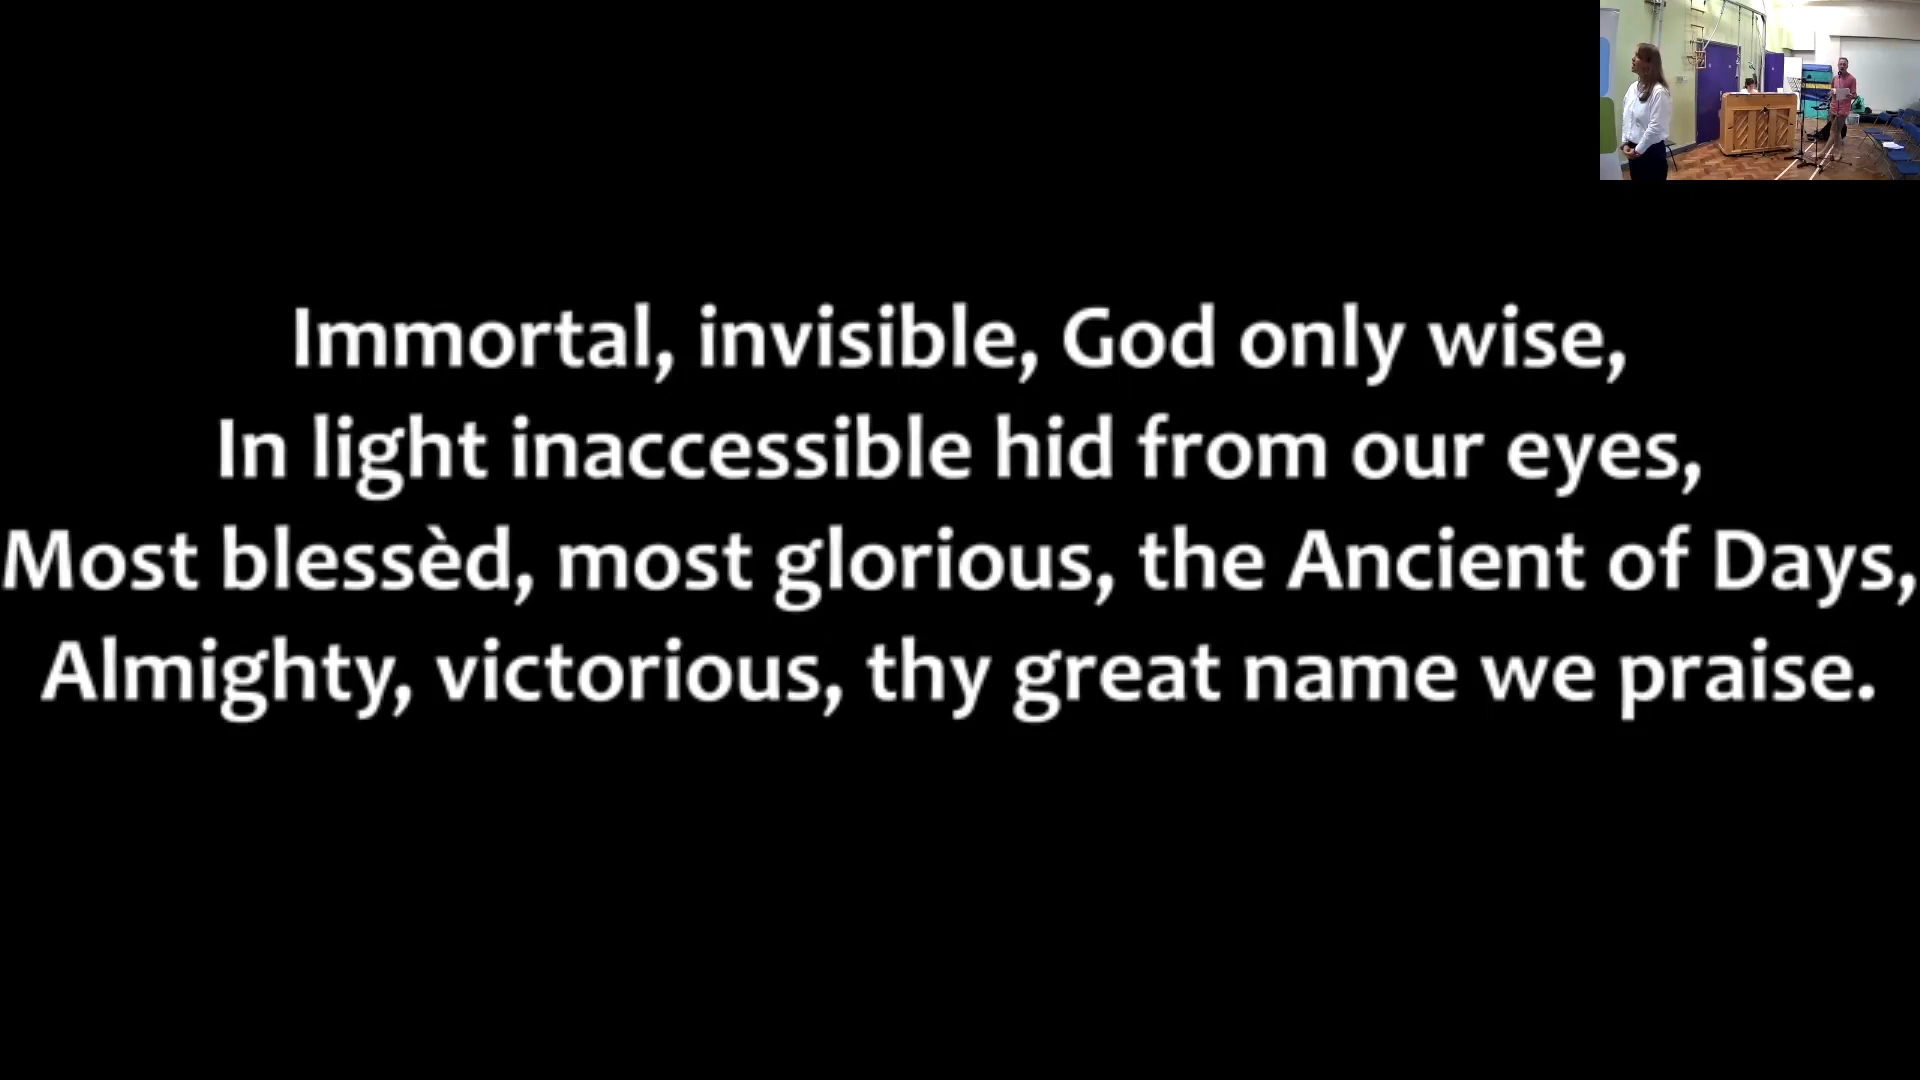 Immortal, invisible, God only wise,
In light inaccessible hid from our eyes,
Most blessèd, most glorious, the Ancient of Days,
Almighty, victorious, thy great name we praise.